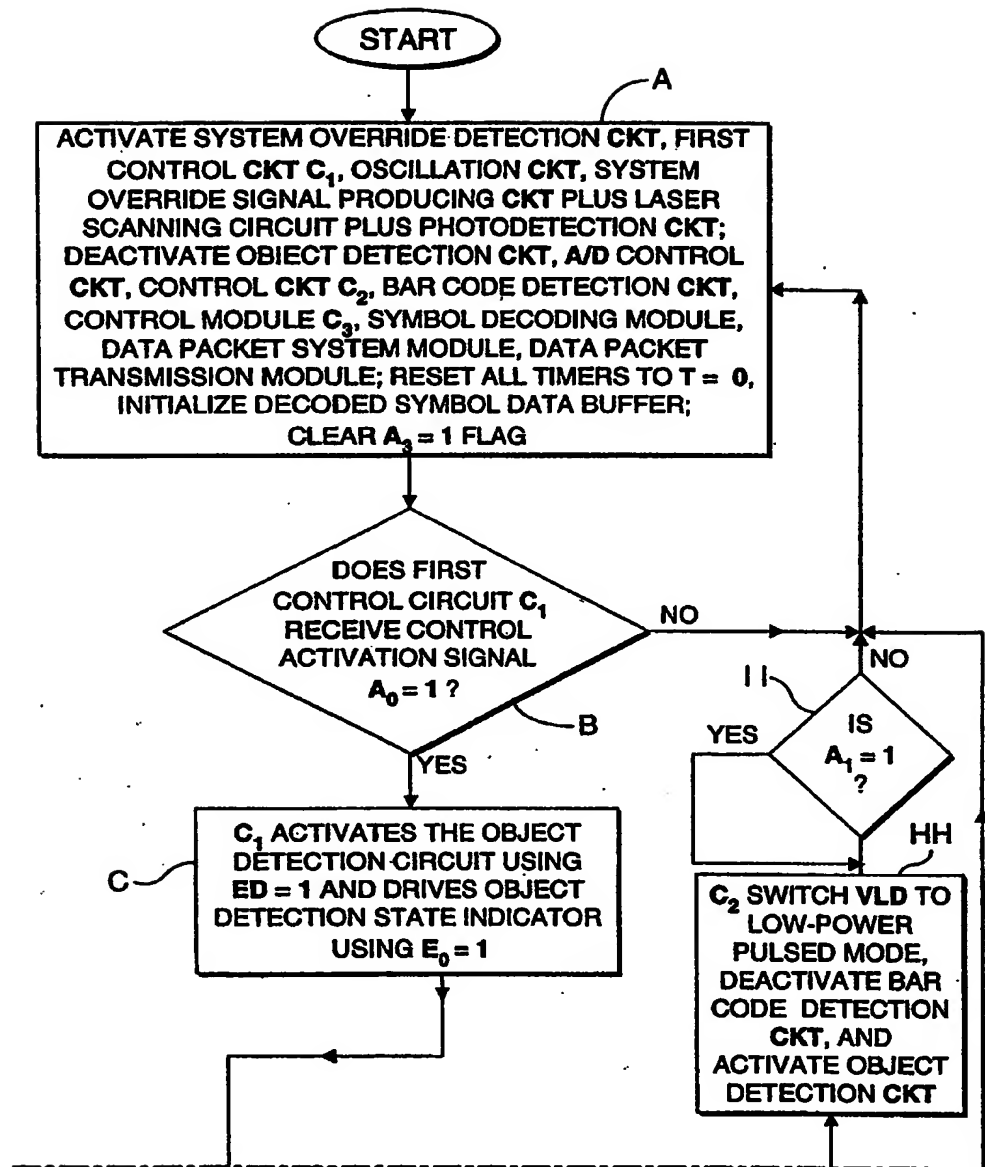 START
A
ACTIVATE SYSTEM OVERRIDE DETECTION CKT, FIRST
CONTROL CKT C₁, OSCILLATION CKT, SYSTEM
OVERRIDE SIGNAL PRODUCING CKT PLUS LASER
SCANNING CIRCUIT PLUS PHOTODETECTION CKT;
DEACTIVATE OBIECT DETECTION CKT, A/D CONTROL
CKT, CONTROL CKT C₂, BAR CODE DETECTION CKT,
CONTROL MODULE C₃, SYMBOL DECODING MODULE,
DATA PACKET SYSTEM MODULE, DATA PACKET
TRANSMISSION MODULE; RESET ALL TIMERS TO T = 0,
INITIALIZE DECODED SYMBOL DATA BUFFER;
CLEAR A₃ = 1 FLAG
DOES FIRST
CONTROL CIRCUIT C₁
RECEIVE CONTROL
ACTIVATION SIGNAL
A₀ = 1 ?
NO
B
YES
C₁ ACTIVATES THE OBJECT
DETECTION CIRCUIT USING
ED = 1 AND DRIVES OBJECT
DETECTION STATE INDICATOR
USING E₀ = 1
C
NO
II
YES
IS
A₁ = 1
?
HH
C₂ SWITCH VLD TO
LOW-POWER
PULSED MODE,
DEACTIVATE BAR
CODE DETECTION
CKT, AND
ACTIVATE OBJECT
DETECTION CKT